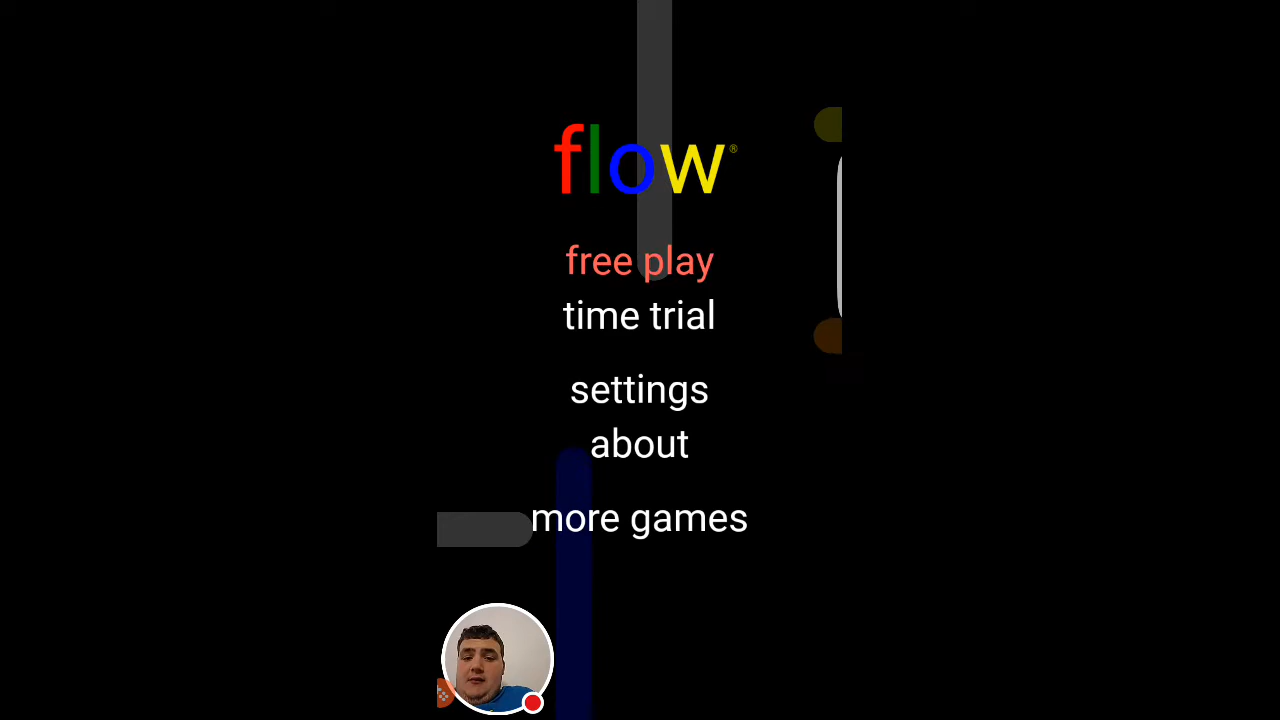 flow®
free play
time trial
settings
about
more games